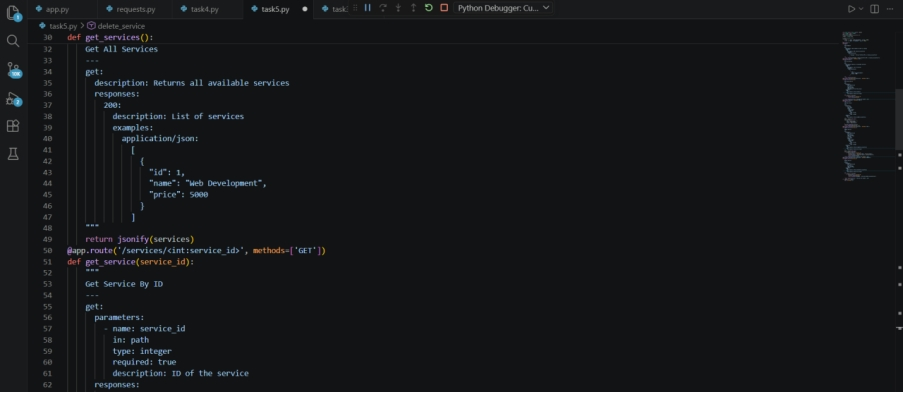 app.py requests.py task4.py task5.py task Python Debugger: Cu...
task5.py > delete_service
30 def get_services():
32 Get All Services
33 ---
34 get:
35 description: Returns all available services
36 responses:
37 200:
38 description: List of services
39 examples:
40 application/json:
41 [
42 {
43 "id": 1,
44 "name": "Web Development",
45 "price": 5000
46 }
47 ]
48 """
49 return jsonify(services)
50 @app.route('/services/<int:service_id>', methods=['GET'])
51 def get_service(service_id):
52 """
53 Get Service By ID
54 ---
55 get:
56 parameters:
57 - name: service_id
58 in: path
59 type: integer
60 required: true
61 description: ID of the service
62 responses: